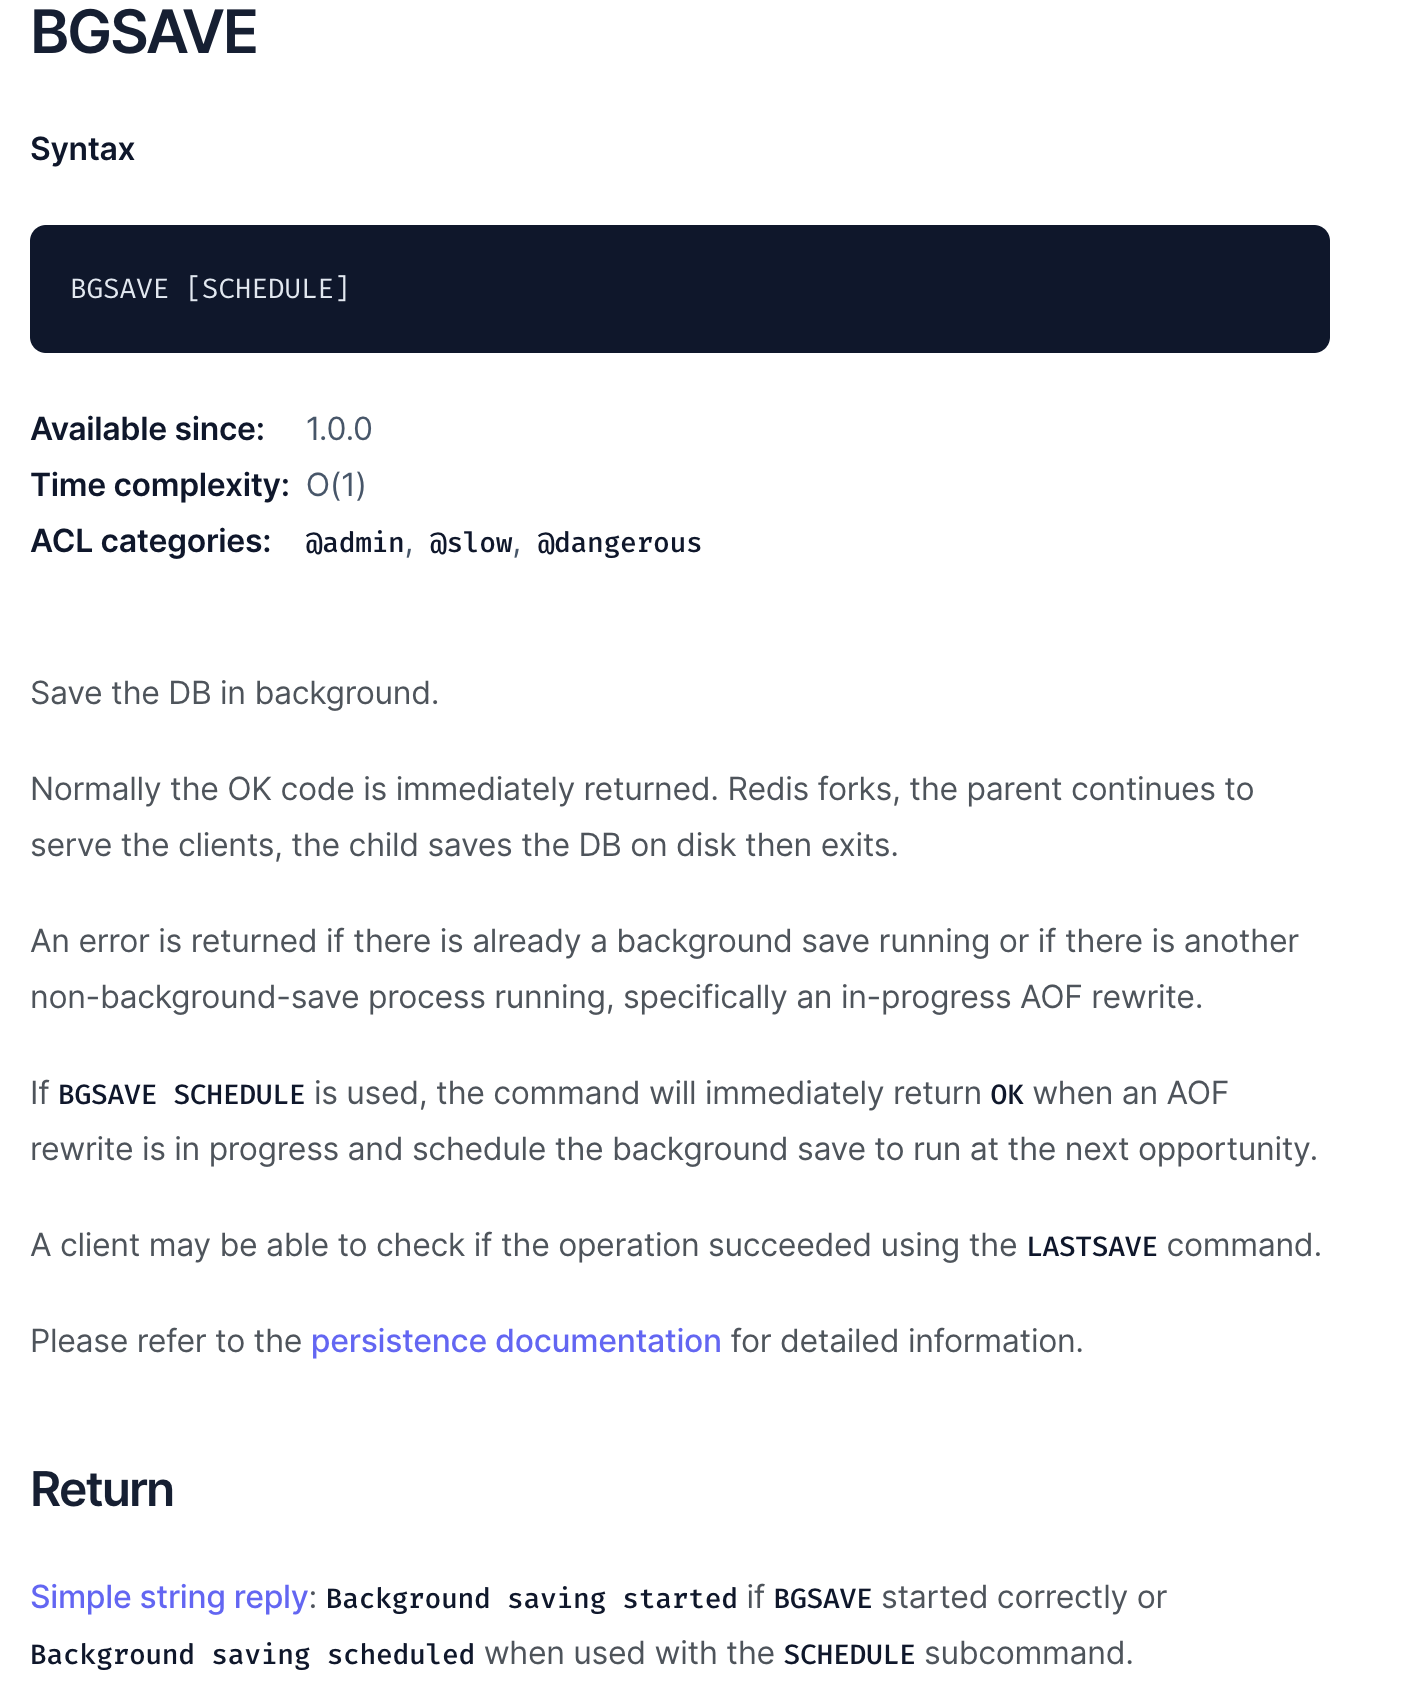 BGSAVE
Syntax
BGSAVE [SCHEDULE]
Available since: 1.0.0
Time complexity: O(1)
ACL categories: @admin, @slow, @dangerous
Save the DB in background.
Normally the OK code is immediately returned. Redis forks, the parent continues to
serve the clients, the child saves the DB on disk then exits.
An error is returned if there is already a background save running or if there is another
non-background-save process running, specifically an in-progress AOF rewrite.
If BGSAVE SCHEDULE is used, the command will immediately return OK when an AOF
rewrite is in progress and schedule the background save to run at the next opportunity.
A client may be able to check if the operation succeeded using the LASTSAVE command.
Please refer to the persistence documentation for detailed information.
Return
Simple string reply: Background saving started if BGSAVE started correctly or
Background saving scheduled when used with the SCHEDULE subcommand.